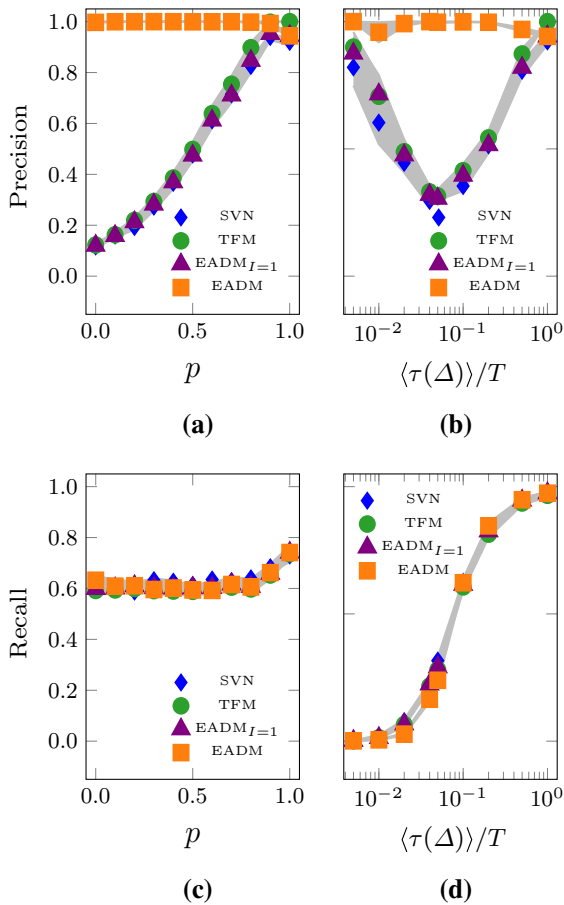 1.0
0.8
0.6
0.4
0.2
0.0
Precision
SVN
TFM
EADM_{I=1}
EADM
0.0 0.5 1.0
p
(a)
SVN
TFM
EADM_{I=1}
EADM
10^{-2} 10^{-1} 10^{0}
⟨τ(Δ)⟩/T
(b)
1.0
0.8
0.6
0.4
0.2
0.0
Recall
SVN
TFM
EADM_{I=1}
EADM
0.0 0.5 1.0
p
(c)
SVN
TFM
EADM_{I=1}
EADM
10^{-2} 10^{-1} 10^{0}
⟨τ(Δ)⟩/T
(d)